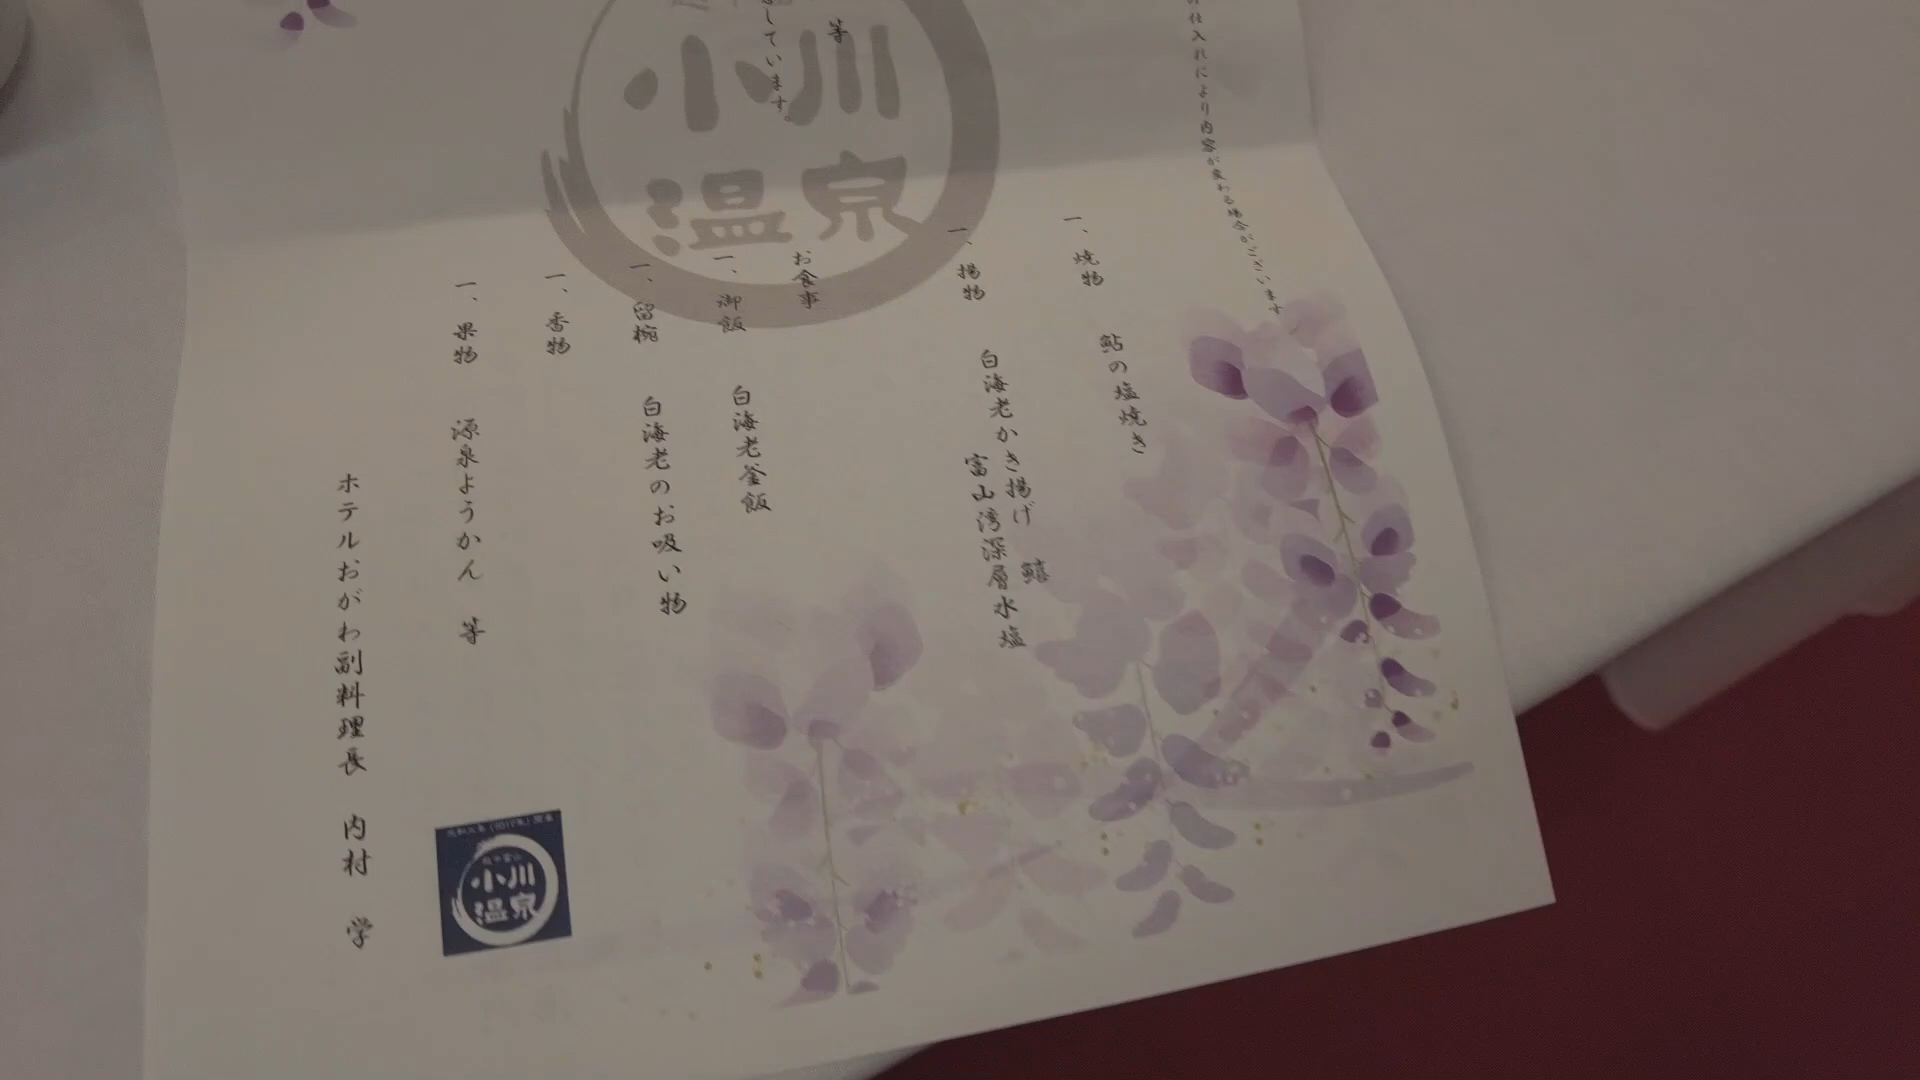 仕入れにより内容が変わる場合がございます
一、焼物 鮎の塩焼き
一、揚物 白海老かき揚げ 鱚
富山湾深層水塩
等
しています。
お食事
一、御飯 白海老釜飯
一、留椀 白海老のお吸い物
一、香物
一、果物 源泉ようかん 等
ホテルおがわ副料理長 内村 学
小川
温泉
小川
温泉